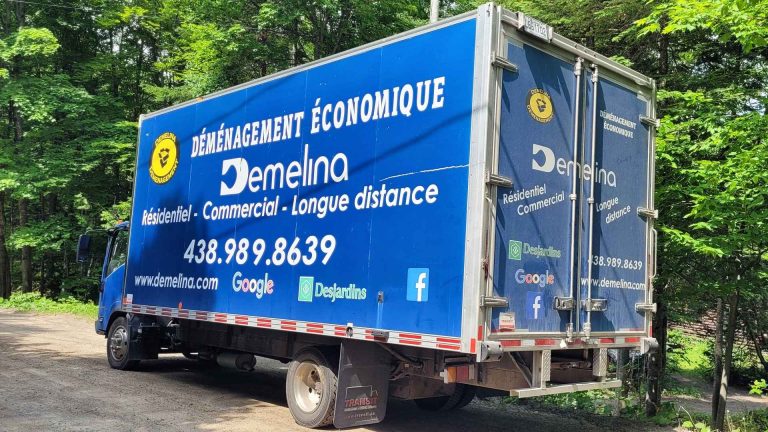 DÉMÉNAGEMENT ÉCONOMIQUE
Demelina
Résidentiel - Commercial - Longue distance
438.989.8639
www.demelina.com
Google
Desjardins
f
DÉMÉNAGEMENT
ÉCONOMIQUE
Demelina
Résidentiel
Commercial
Longue
distance
Desjardins
Google
f
438.989.8639
www.demelina.com
TRANSIT